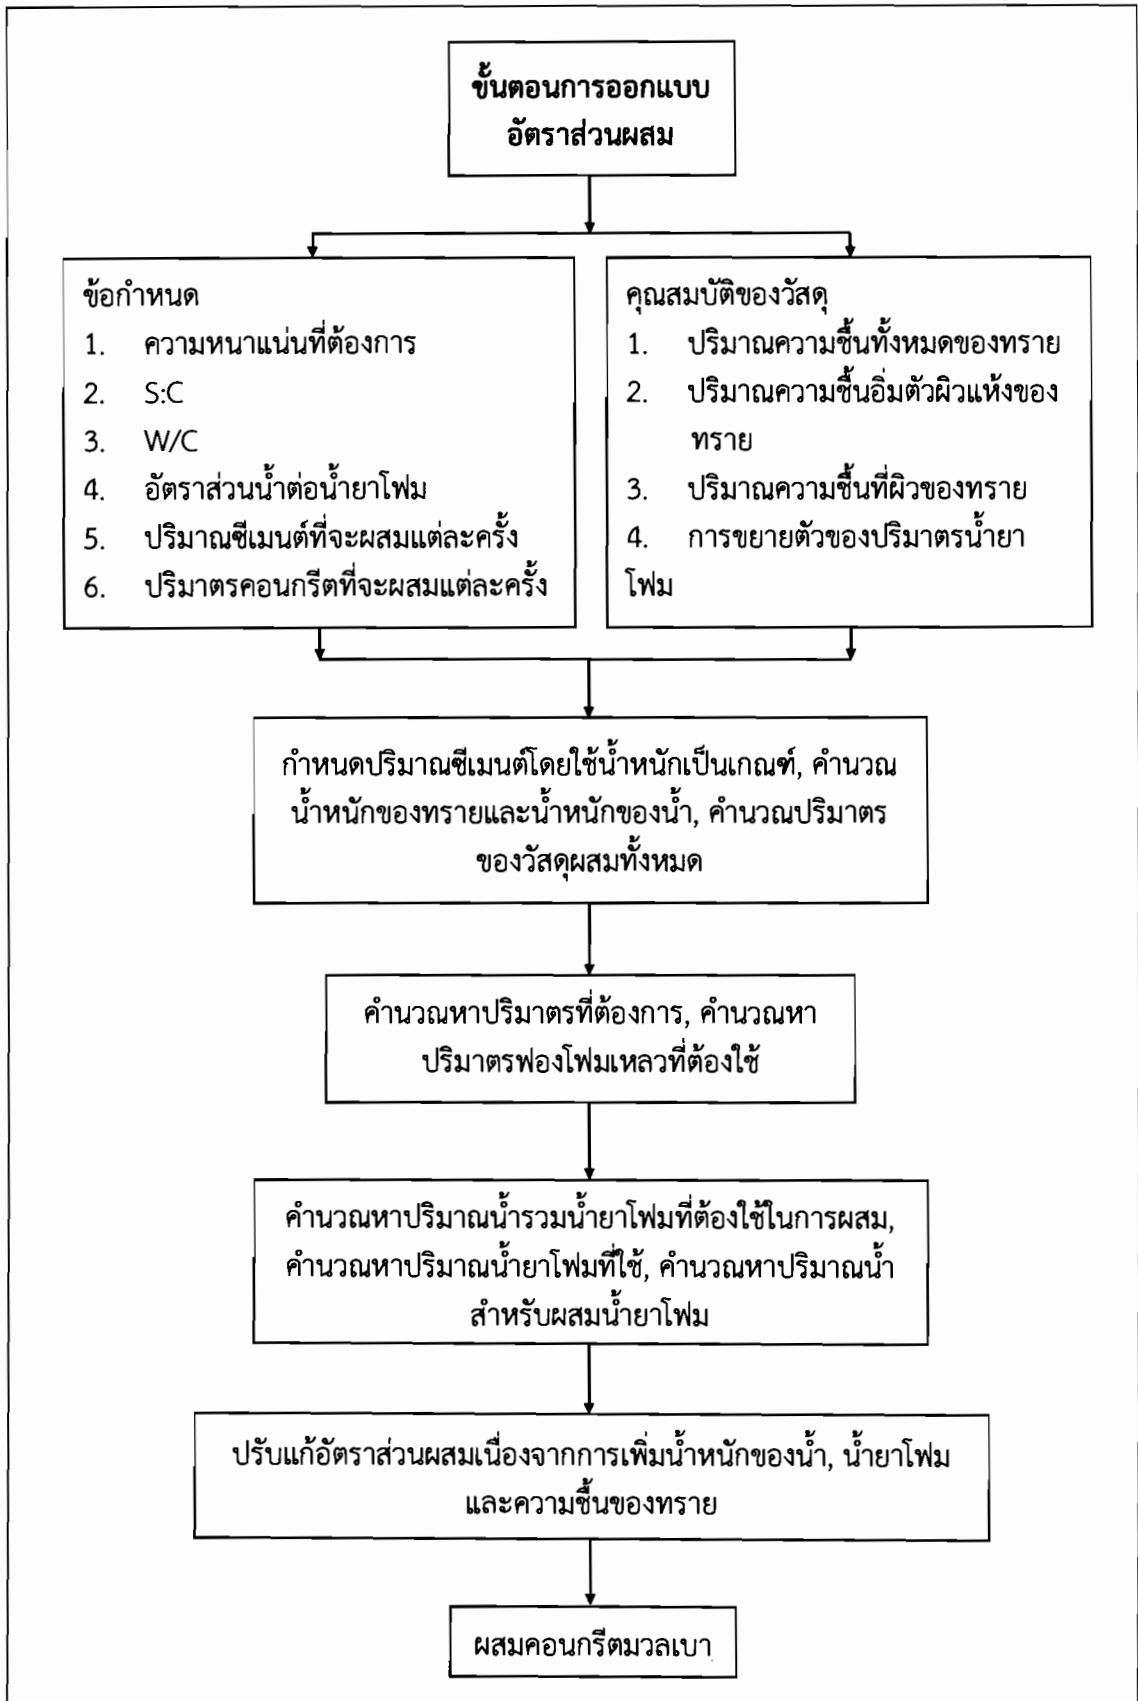 ขั้นตอนการออกแบบ
อัตราส่วนผสม
ข้อกำหนด
1. ความหนาแน่นที่ต้องการ
2. S:C
3. W/C
4. อัตราส่วนน้ำต่อน้ำยาโฟม
5. ปริมาณซีเมนต์ที่จะผสมแต่ละครั้ง
6. ปริมาตรคอนกรีตที่จะผสมแต่ละครั้ง
คุณสมบัติของวัสดุ
1. ปริมาณความชื้นทั้งหมดของทราย
2. ปริมาณความชื้นอิ่มตัวผิวแห้งของ
ทราย
3. ปริมาณความชื้นที่ผิวของทราย
4. การขยายตัวของปริมาตรน้ำยา
โฟม
กำหนดปริมาณซีเมนต์โดยใช้น้ำหนักเป็นเกณฑ์, คำนวณ
น้ำหนักของทรายและน้ำหนักของน้ำ, คำนวณปริมาตร
ของวัสดุผสมทั้งหมด
คำนวณหาปริมาตรที่ต้องการ, คำนวณหา
ปริมาตรฟองโฟมเหลวที่ต้องใช้
คำนวณหาปริมาณน้ำรวมน้ำยาโฟมที่ต้องใช้ในการผสม,
คำนวณหาปริมาณน้ำยาโฟมที่ใช้, คำนวณหาปริมาณน้ำ
สำหรับผสมน้ำยาโฟม
ปรับแก้อัตราส่วนผสมเนื่องจากการเพิ่มน้ำหนักของน้ำ, น้ำยาโฟม
และความชื้นของทราย
ผสมคอนกรีตมวลเบา